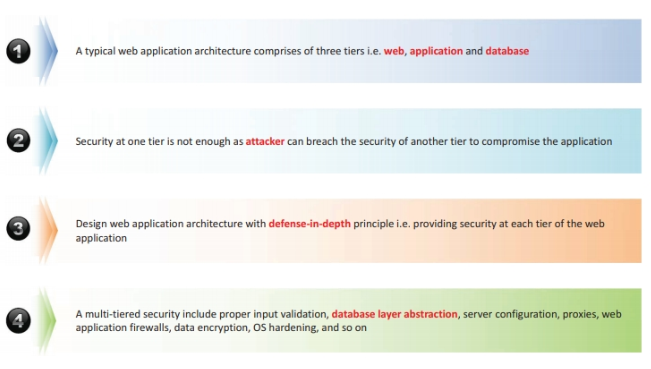 1
A typical web application architecture comprises of three tiers i.e. web, application and database
2
Security at one tier is not enough as attacker can breach the security of another tier to compromise the application
3
Design web application architecture with defense-in-depth principle i.e. providing security at each tier of the web
application
4
A multi-tiered security include proper input validation, database layer abstraction, server configuration, proxies, web
application firewalls, data encryption, OS hardening, and so on